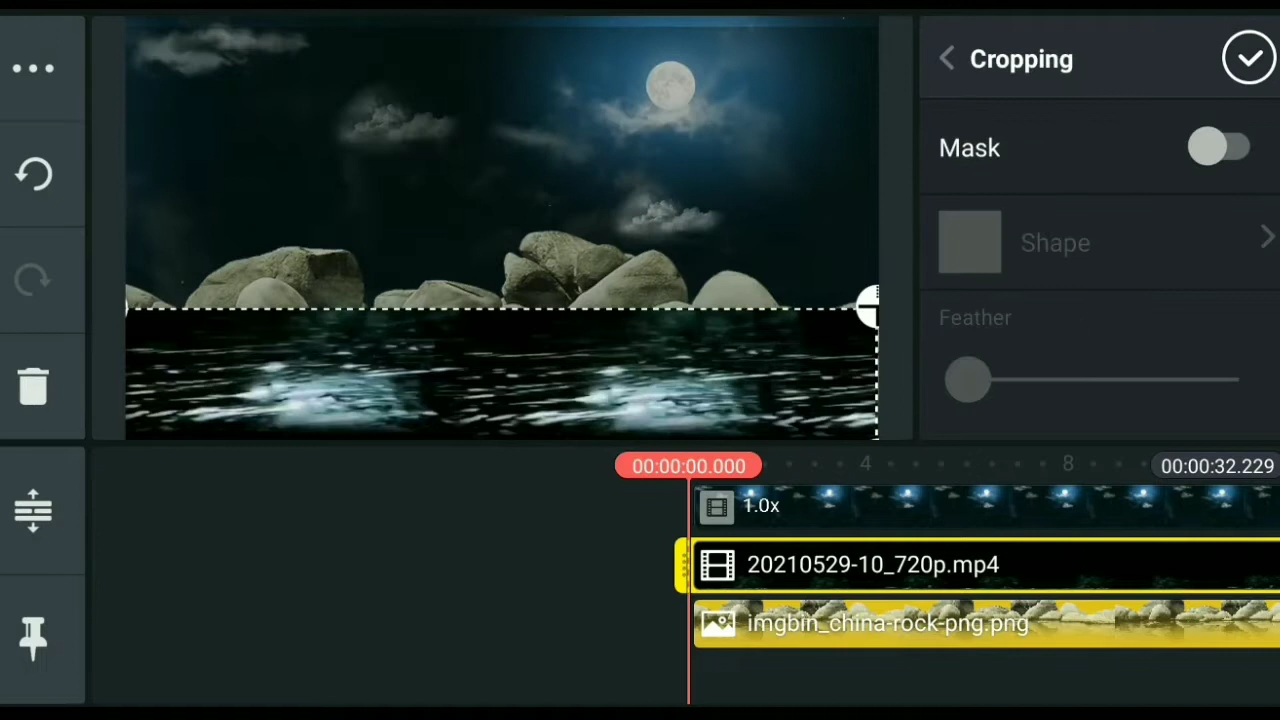 Cropping
Mask
Shape
Feather
00:00:00.000
4
8
00:00:32.229
1.0x
20210529-10_720p.mp4
imgbin_china-rock-png.png